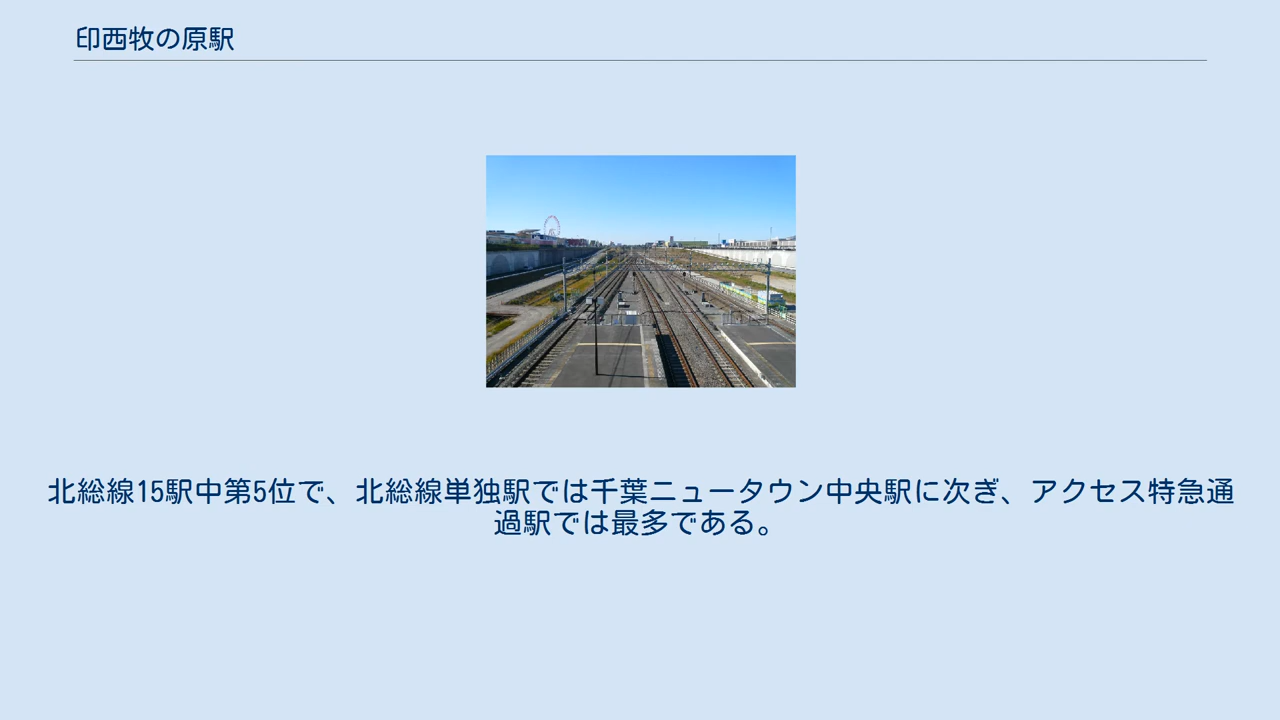 印西牧の原駅
北総線15駅中第5位で、北総線単独駅では千葉ニュータウン中央駅に次ぎ、アクセス特急通
過駅では最多である。